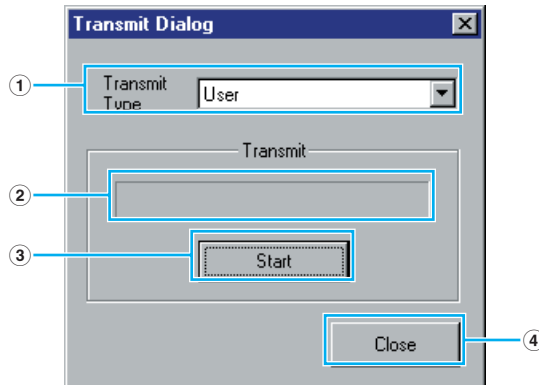 Transmit Dialog
1
Transmit
Type
User
Transmit
2
3
Start
Close
4